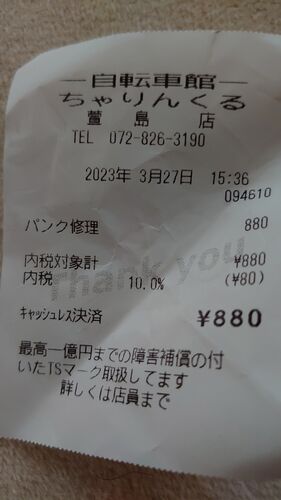 ―自転車館―
ちゃりんくる
萱島店
TEL 072-826-3190
2023年 3月27日 15:36
094610
パンク修理 880
内税対象計 ¥880
内税 10.0% (¥80)
Thank you
キャッシュレス決済 ¥880
最高一億円までの障害補償の付
いたTSマーク取扱してます
詳しくは店員まで